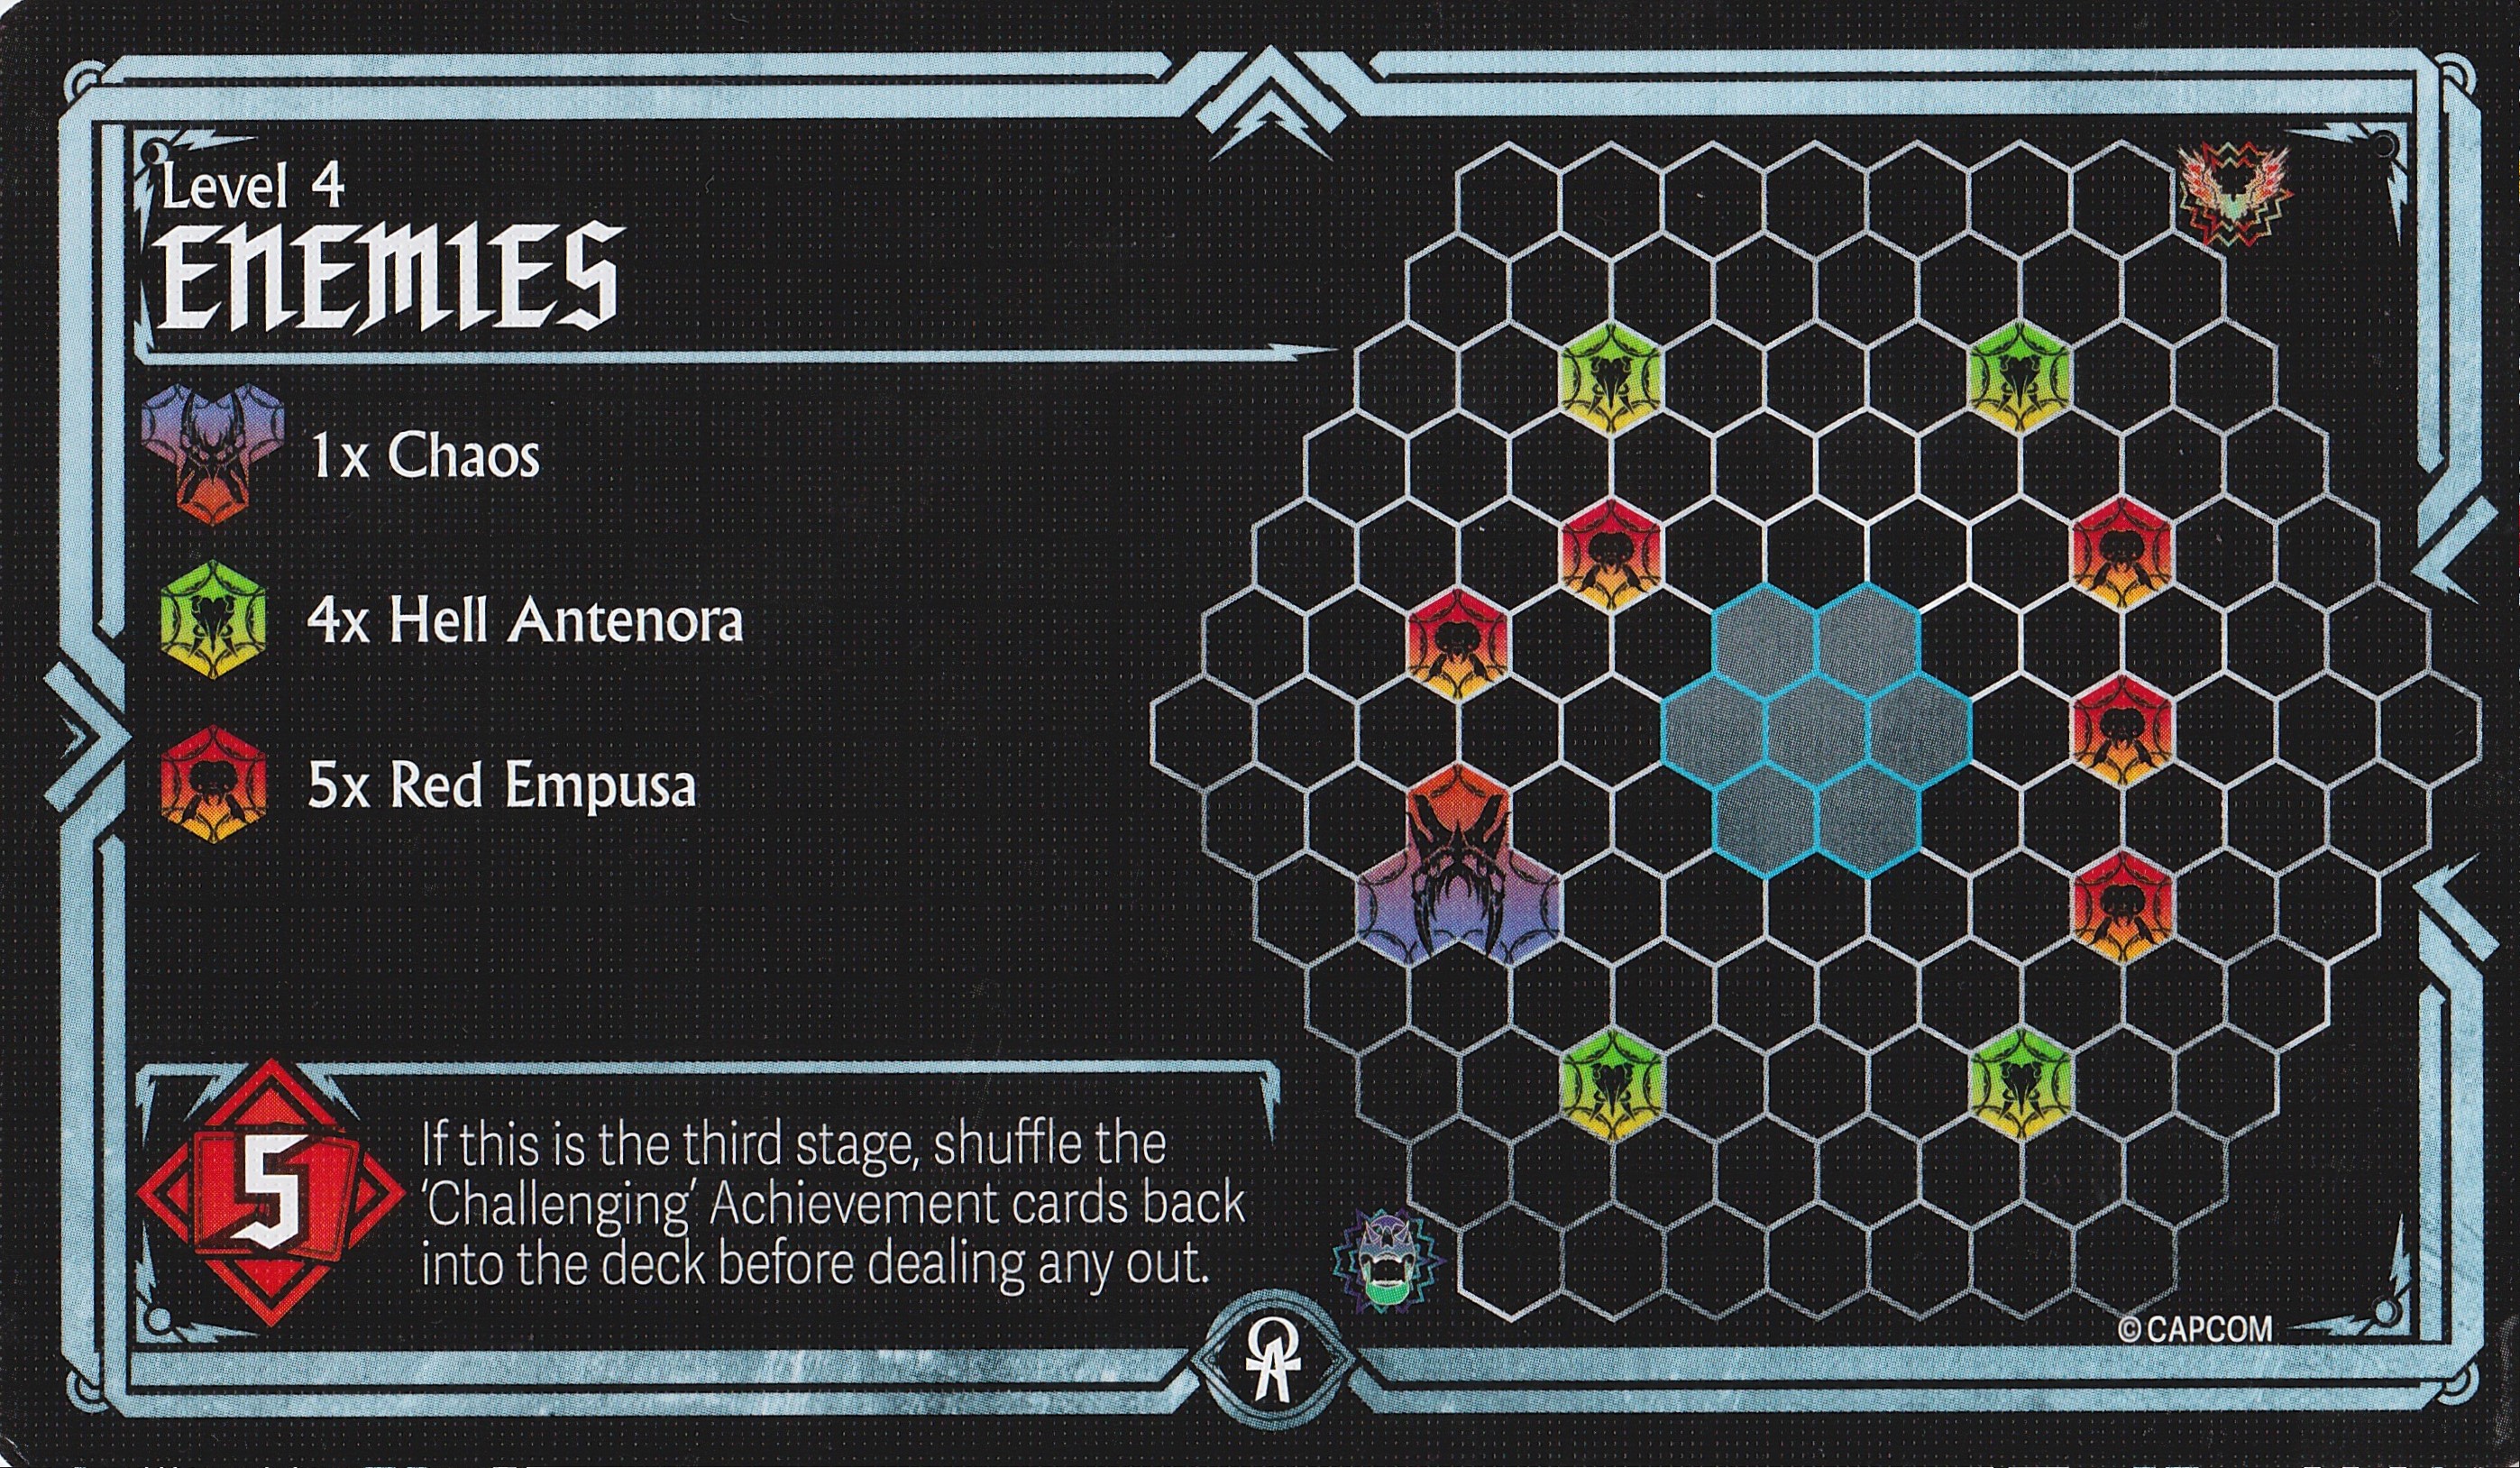 Level 4
ENEMIES
1x Chaos
4x Hell Antenora
5x Red Empusa
5
If this is the third stage, shuffle the
‘Challenging’ Achievement cards back
into the deck before dealing any out.
© CAPCOM